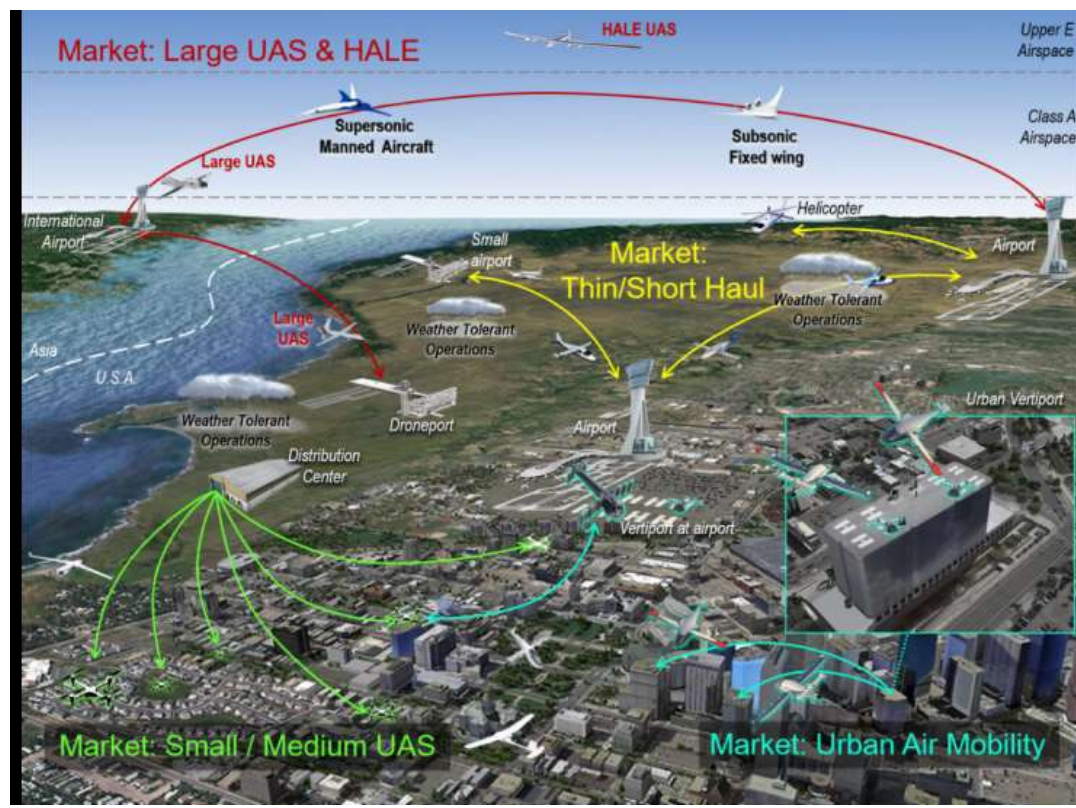 Market: Large UAS & HALE
HALE UAS
Upper E
Airspace
Class A
Airspace
Supersonic
Manned Aircraft
Subsonic
Fixed wing
Large UAS
International
Airport
Helicopter
Small
airport
Airport
Market:
Thin/Short Haul
Weather Tolerant
Operations
Large
UAS
Weather Tolerant
Operations
Asia
U.S.A
Weather Tolerant
Operations
Droneport
Airport
Urban Vertiport
Distribution
Center
Vertiport at airport
H H H H
H H H
H H
H H
Market: Small / Medium UAS
Market: Urban Air Mobility